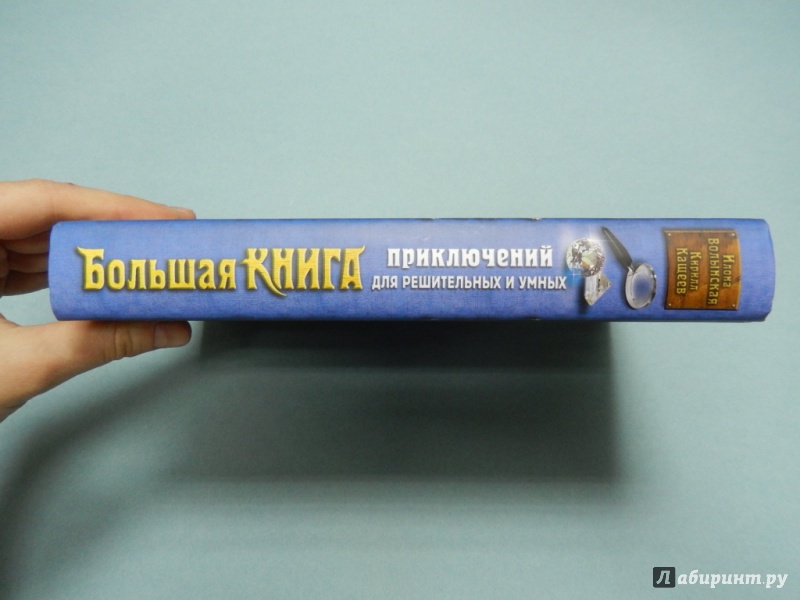 Большая КНИГА
приключений
для решительных и умных
Илона
Волынская
Кирилл
Кащеев
Лабиринт.ру